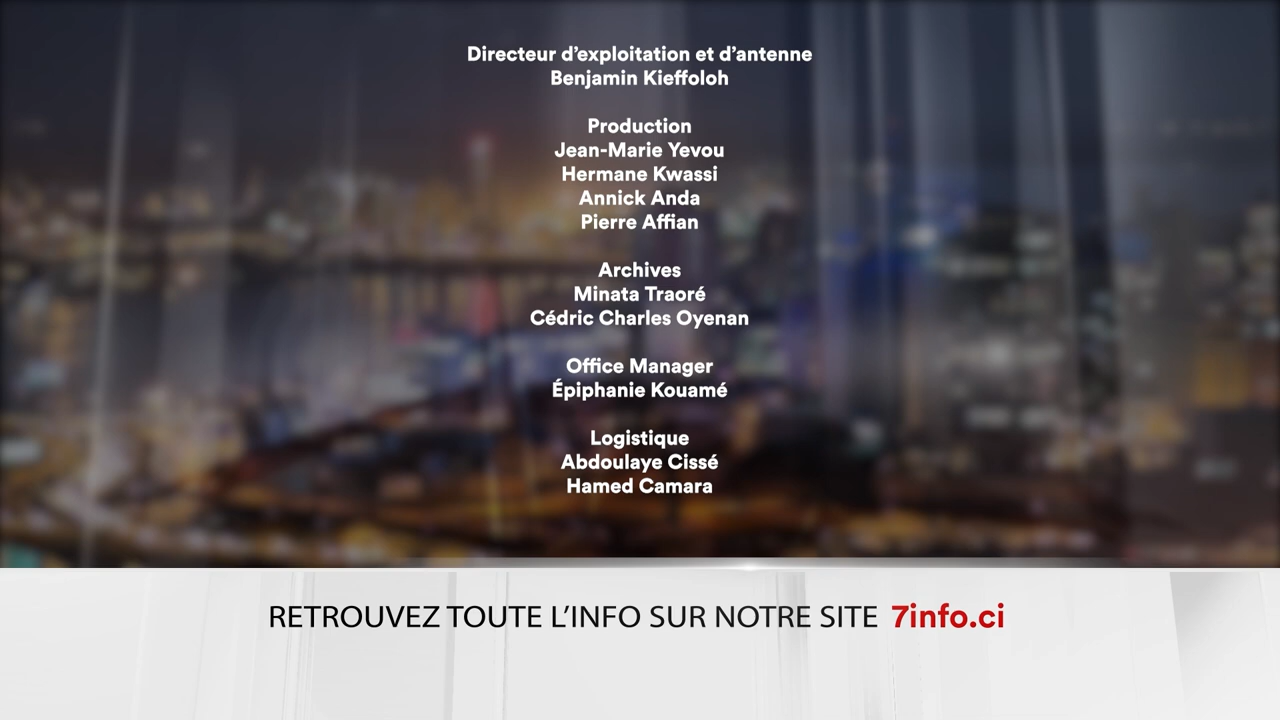 Directeur d’exploitation et d’antenne
Benjamin Kieffoloh
Production
Jean-Marie Yevou
Hermane Kwassi
Annick Anda
Pierre Affian
Archives
Minata Traoré
Cédric Charles Oyenan
Office Manager
Épiphanie Kouamé
Logistique
Abdoulaye Cissé
Hamed Camara
RETROUVEZ TOUTE L’INFO SUR NOTRE SITE 7info.ci